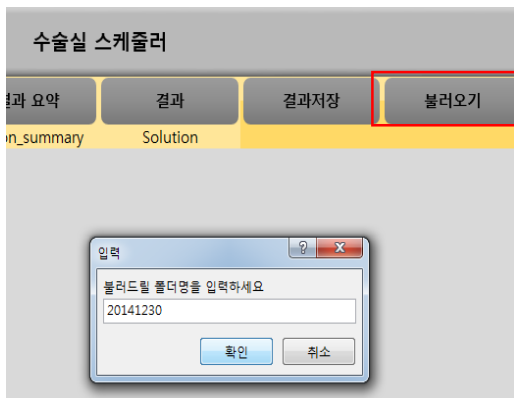 수술실 스케줄러
결과 요약 결과 결과저장 불러오기
on_summary Solution
입력
불러드릴 폴더명을 입력하세요
20141230
확인 취소